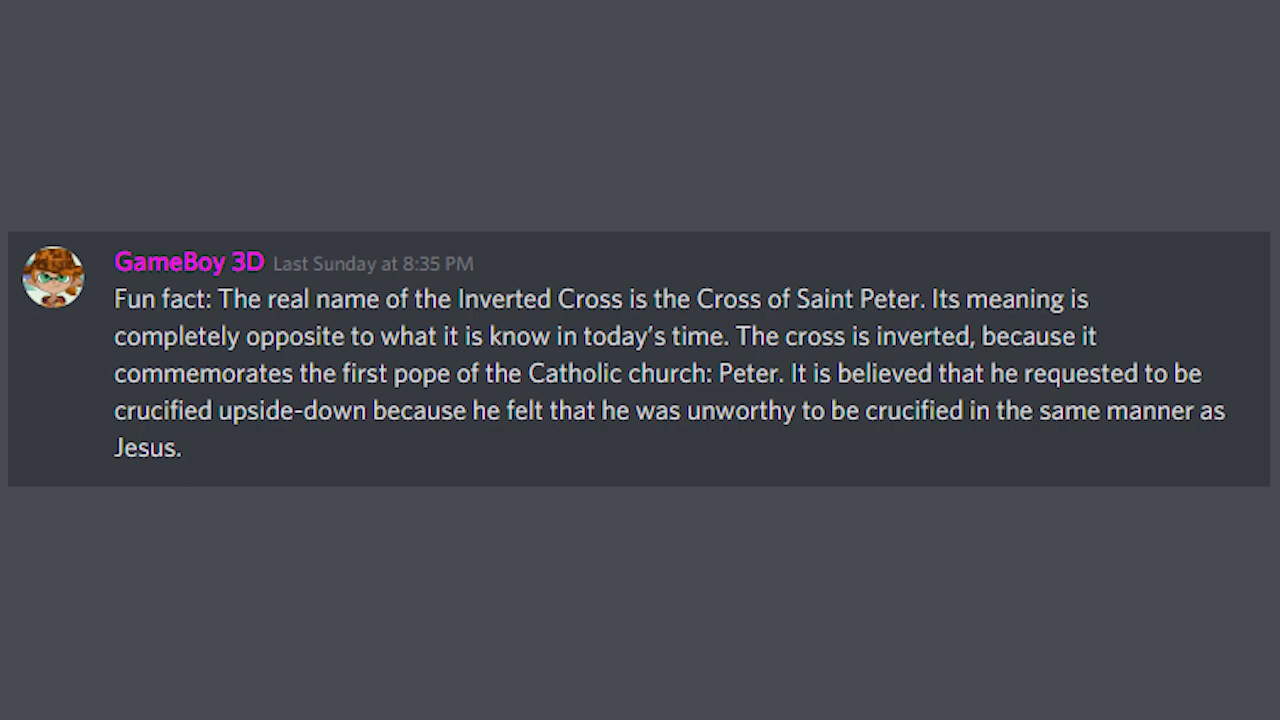 GameBoy 3D Last Sunday at 8:35 PM
Fun fact: The real name of the Inverted Cross is the Cross of Saint Peter. Its meaning is
completely opposite to what it is know in today's time. The cross is inverted, because it
commemorates the first pope of the Catholic church: Peter. It is believed that he requested to be
crucified upside-down because he felt that he was unworthy to be crucified in the same manner as
Jesus.